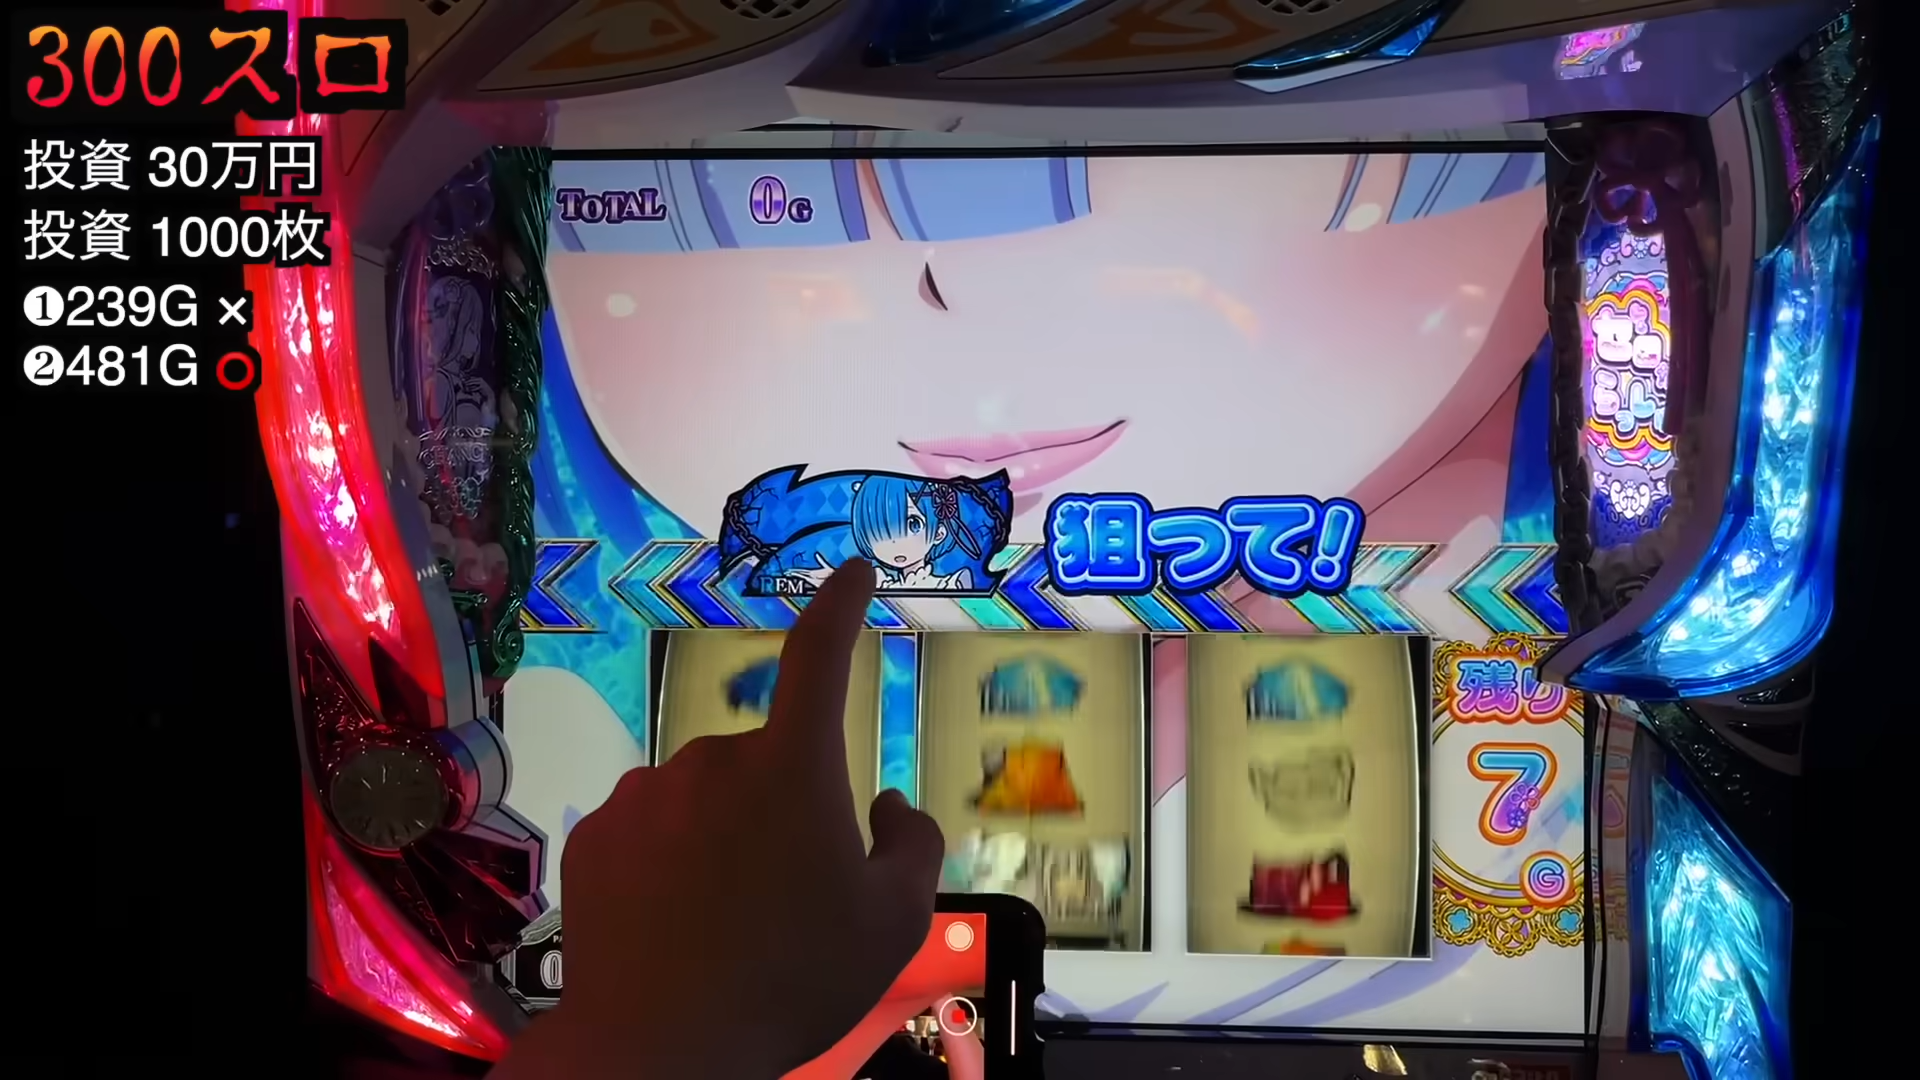 300スロ
投資 30万円
投資 1000枚
❶239G ×
❷481G ○
TOTAL 0G
REM
狙って!
残り
7
G